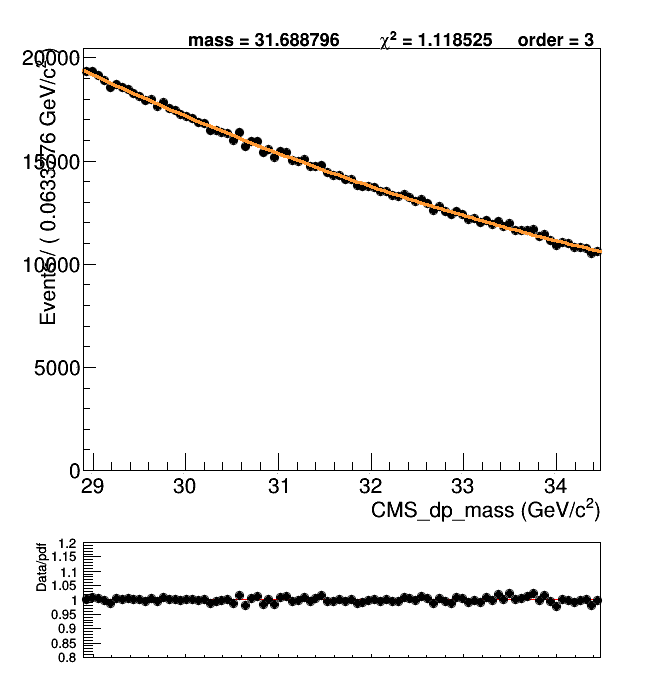 mass = 31.688796 χ² = 1.118525 order = 3
Events / ( 0.0633776 GeV/c²)
20000
15000
10000
5000
0
29 30 31 32 33 34
CMS_dp_mass (GeV/c²)
Data/pdf
1.2
1.15
1.1
1.05
1
0.95
0.9
0.85
0.8